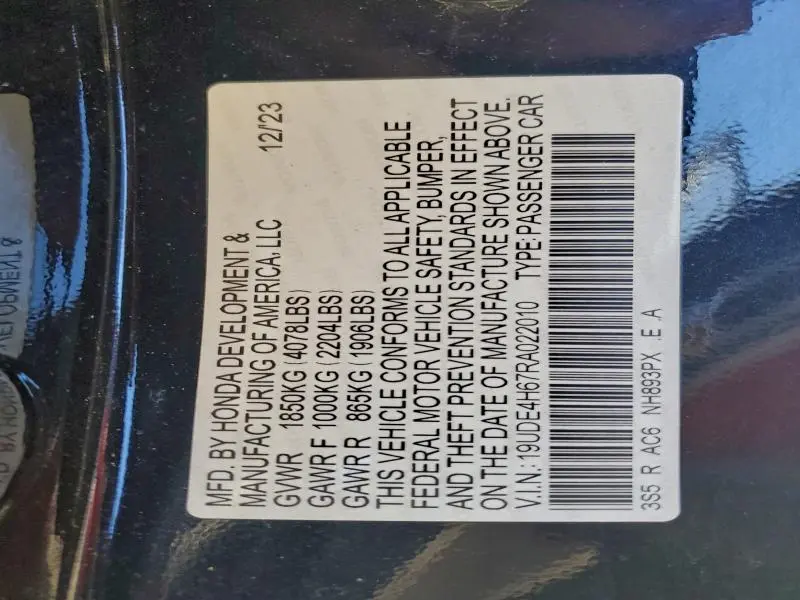 MFD. BY HONDA DEVELOPMENT &
MANUFACTURING OF AMERICA, LLC 12/23
GVWR 1850KG (4078LBS)
GAWR F 1000KG (2204LBS)
GAWR R 865KG (1906LBS)
THIS VEHICLE CONFORMS TO ALL APPLICABLE
FEDERAL MOTOR VEHICLE SAFETY, BUMPER,
AND THEFT PREVENTION STANDARDS IN EFFECT
ON THE DATE OF MANUFACTURE SHOWN ABOVE.
V.I.N.: 19UDE4H67RA022010 TYPE: PASSENGER CAR
3S5 R AC6 NH893PX .E .A